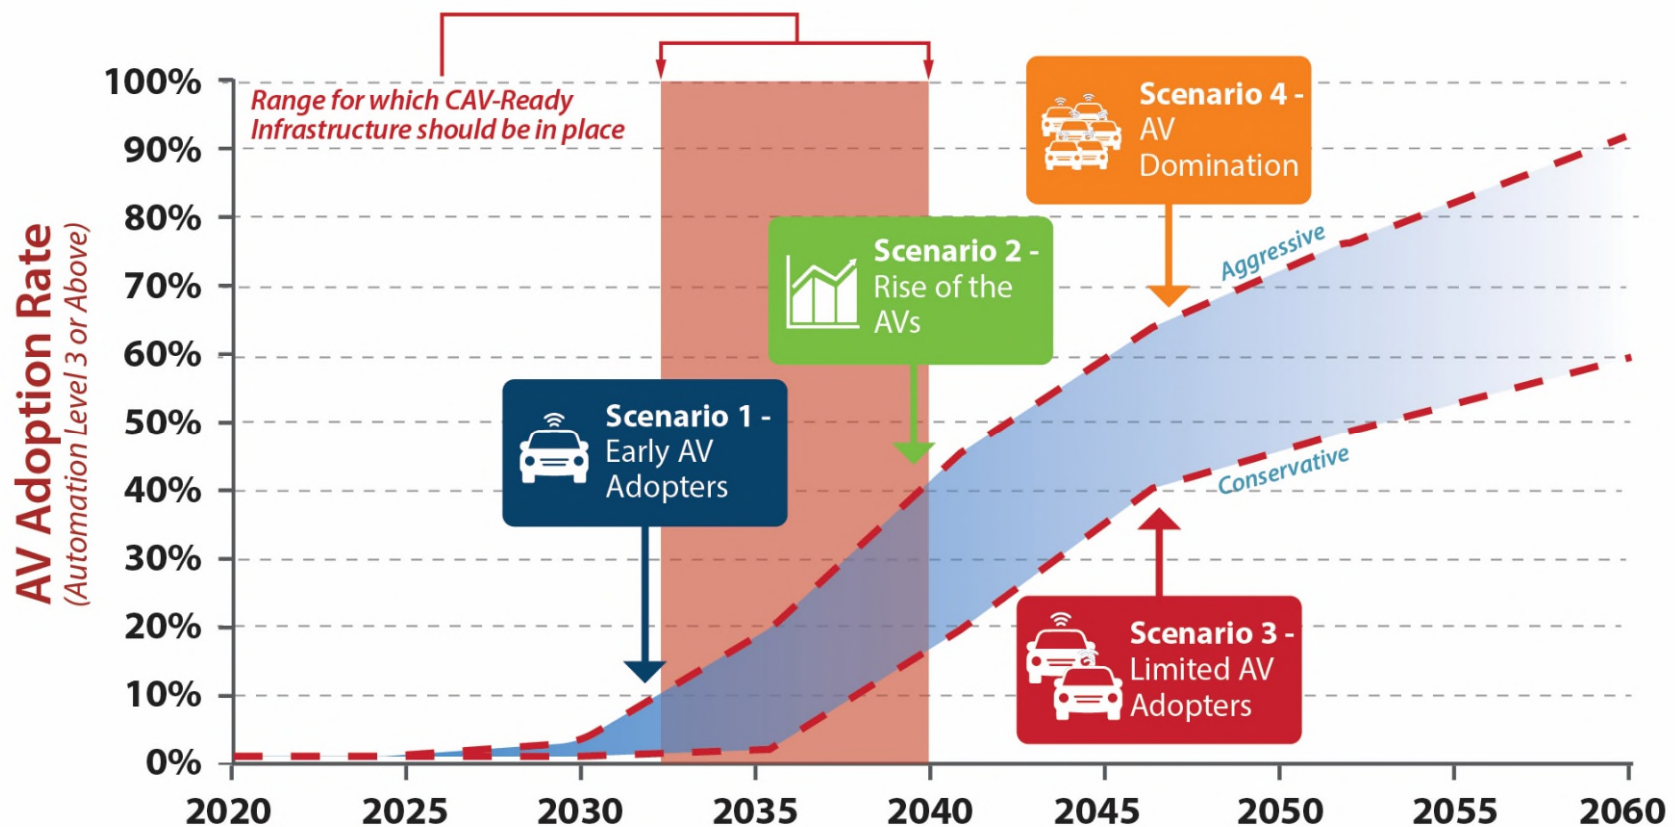 Range for which CAV-Ready
Infrastructure should be in place
100%
90%
80%
70%
60%
50%
40%
30%
20%
10%
0%
AV Adoption Rate
(Automation Level 3 or Above)
Scenario 1 -
Early AV
Adopters
Scenario 2 -
Rise of the
AVs
Scenario 4 -
AV
Domination
Aggressive
Conservative
Scenario 3 -
Limited AV
Adopters
2020 2025 2030 2035 2040 2045 2050 2055 2060